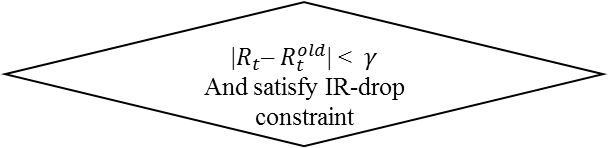 |R_t – R_t^{old}| < γ
And satisfy IR-drop
constraint